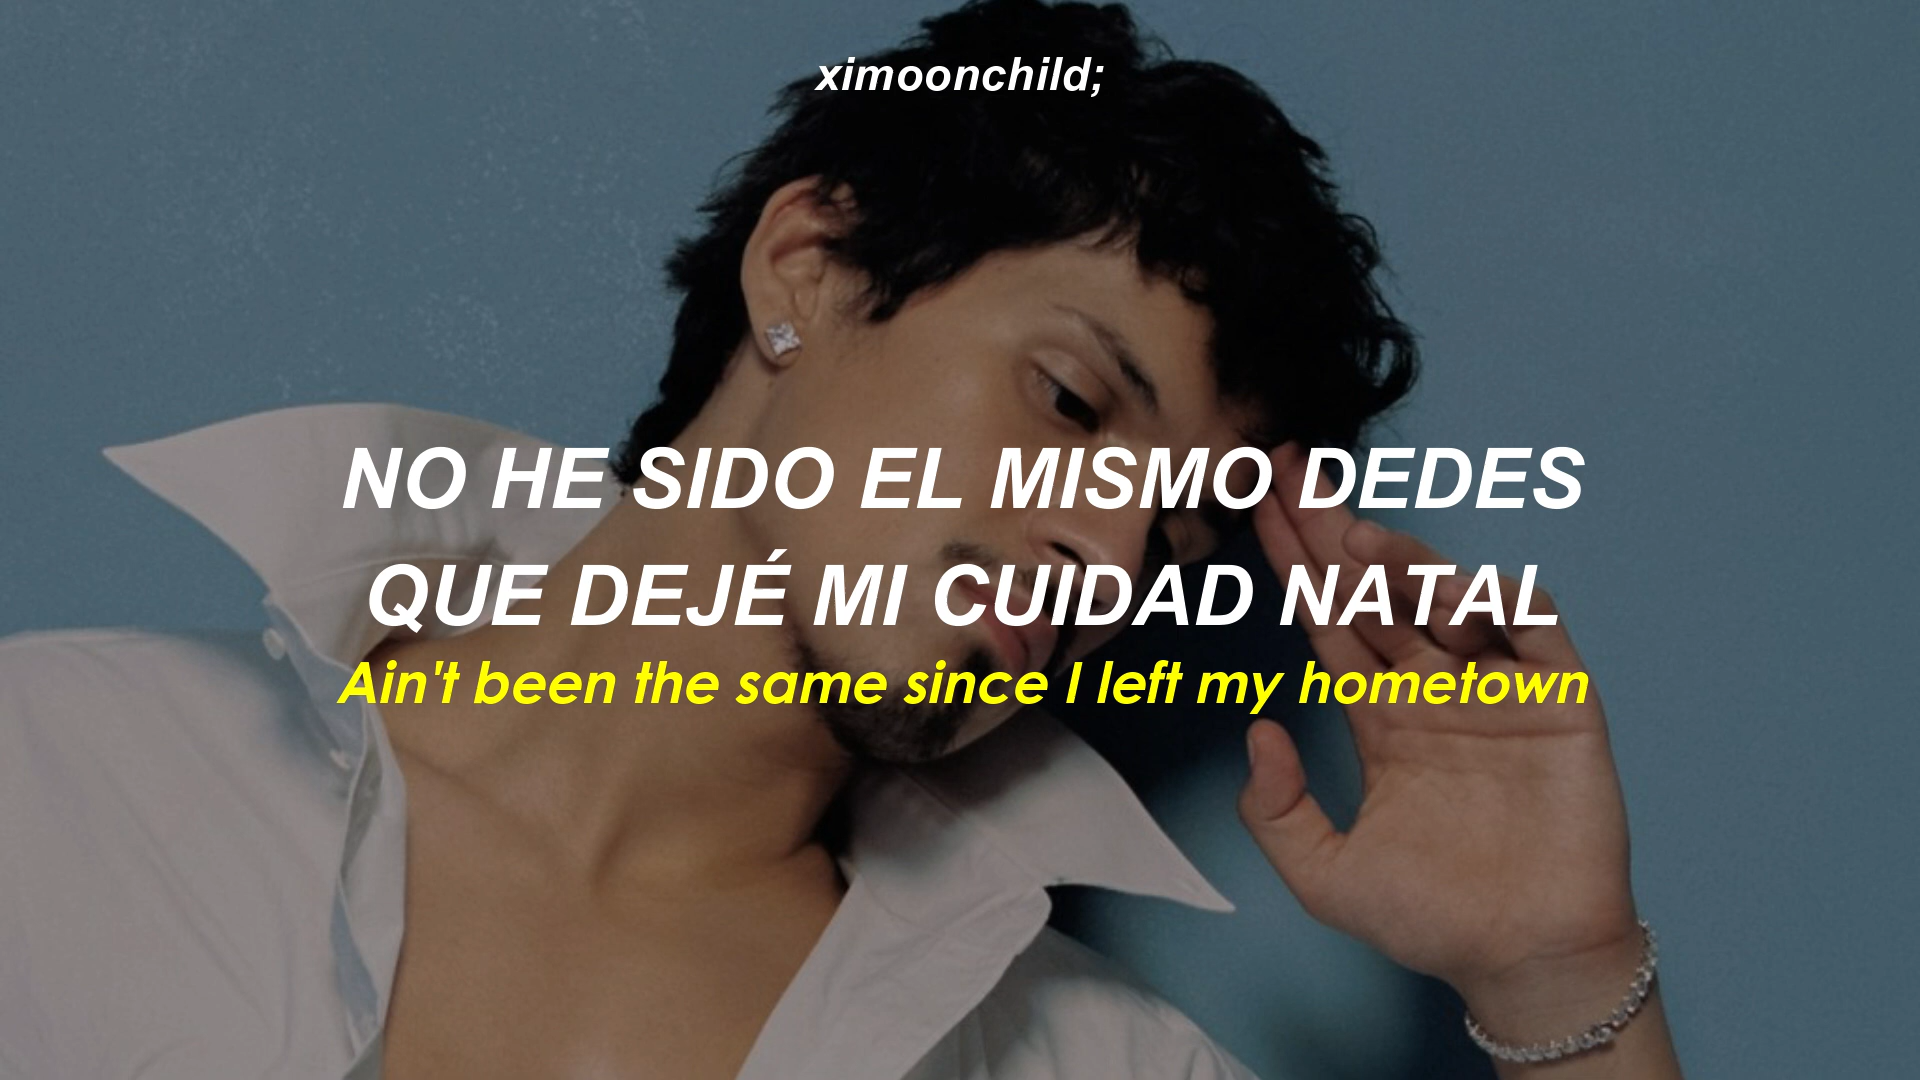 ximoonchild;
NO HE SIDO EL MISMO DEDES
QUE DEJÉ MI CUIDAD NATAL
Ain't been the same since I left my hometown